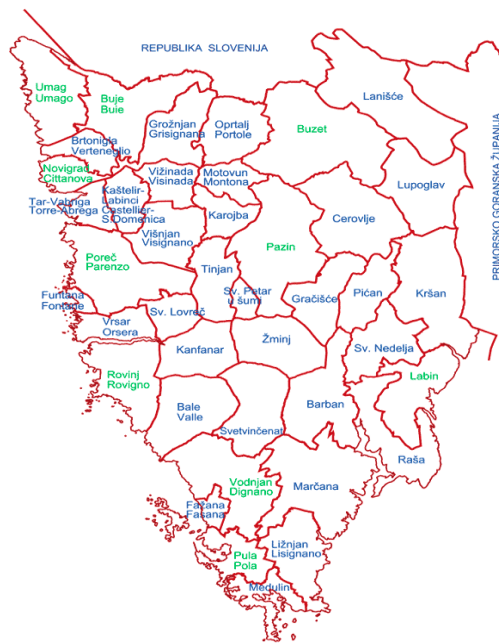 REPUBLIKA SLOVENIJA
Umag
Umago
Buje
Buie
Lanišće
Grožnjan
Grisignana
Oprtalj
Portole
Buzet
Brtonigla
Verteneglio
Novigrad
Cittanova
Vižinada
Visinada
Motovun
Montona
Lupoglav
PRIMORSKO GORANSKA ŽUPANIJA
Kaštelir-
Labinci
Castellier-
S.Domenica
Tar-Vabriga
Torre-Abrega
Karojba
Cerovlje
Višnjan
Visignano
Pazin
Poreč
Parenzo
Tinjan
Sv. Petar
u šumi
Gračišće
Pićan
Kršan
Funtana
Fontane
Vrsar
Orsera
Sv. Lovreč
Kanfanar
Žminj
Sv. Nedelja
Rovinj
Rovigno
Labin
Bale
Valle
Barban
Svetvinčenat
Raša
Vodnjan
Dignano
Marčana
Fažana
Fasana
Ližnjan
Lisignano
Pula
Pola
Medulin